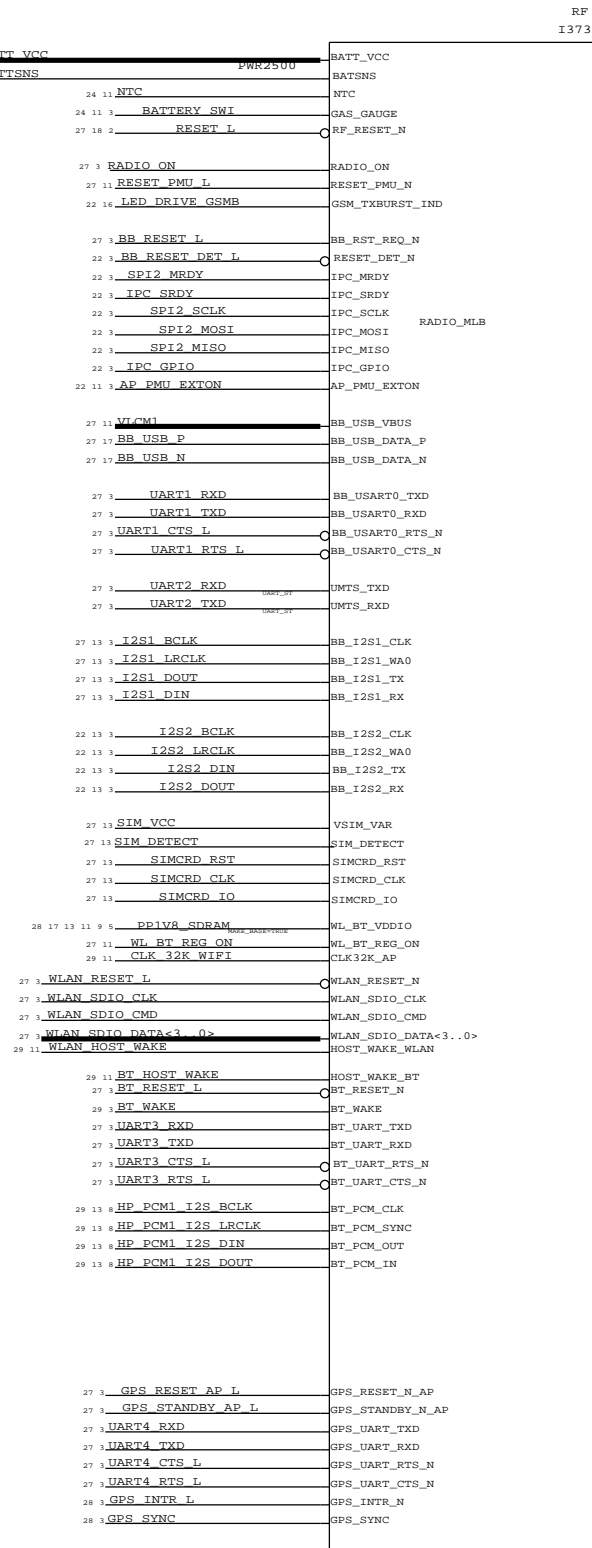 RF
I373
TT_VCC PWR2500 BATT_VCC
TTSNS BATSNS
24 11 NTC NTC
24 11 3 BATTERY_SWI GAS_GAUGE
27 18 2 RESET_L RF_RESET_N
27 3 RADIO_ON RADIO_ON
27 11 RESET_PMU_L RESET_PMU_N
22 16 LED_DRIVE_GSMB GSM_TXBURST_IND
27 3 BB_RESET_L BB_RST_REQ_N
22 3 BB_RESET_DET_L RESET_DET_N
22 3 SPI2_MRDY IPC_MRDY
22 3 IPC_SRDY IPC_SRDY
22 3 SPI2_SCLK IPC_SCLK
RADIO_MLB
22 3 SPI2_MOSI IPC_MOSI
22 3 SPI2_MISO IPC_MISO
22 3 IPC_GPIO IPC_GPIO
22 11 3 AP_PMU_EXTON AP_PMU_EXTON
27 11 VLCM1 BB_USB_VBUS
27 17 BB_USB_P BB_USB_DATA_P
27 17 BB_USB_N BB_USB_DATA_N
27 3 UART1_RXD BB_USART0_TXD
27 3 UART1_TXD BB_USART0_RXD
27 3 UART1_CTS_L BB_USART0_RTS_N
27 3 UART1_RTS_L BB_USART0_CTS_N
27 3 UART2_RXD UART_ST UMTS_TXD
27 3 UART2_TXD UART_ST UMTS_RXD
27 13 3 I2S1_BCLK BB_I2S1_CLK
27 13 3 I2S1_LRCLK BB_I2S1_WA0
27 13 3 I2S1_DOUT BB_I2S1_TX
27 13 3 I2S1_DIN BB_I2S1_RX
22 13 3 I2S2_BCLK BB_I2S2_CLK
22 13 3 I2S2_LRCLK BB_I2S2_WA0
22 13 3 I2S2_DIN BB_I2S2_TX
22 13 3 I2S2_DOUT BB_I2S2_RX
27 13 SIM_VCC VSIM_VAR
27 13 SIM_DETECT SIM_DETECT
27 13 SIMCRD_RST SIMCRD_RST
27 13 SIMCRD_CLK SIMCRD_CLK
27 13 SIMCRD_IO SIMCRD_IO
28 17 13 11 9 5 PP1V8_SDRAM MAKE_BASE=TRUE WL_BT_VDDIO
27 11 WL_BT_REG_ON WL_BT_REG_ON
29 11 CLK_32K_WIFI CLK32K_AP
27 3 WLAN_RESET_L WLAN_RESET_N
27 3 WLAN_SDIO_CLK WLAN_SDIO_CLK
27 3 WLAN_SDIO_CMD WLAN_SDIO_CMD
27 3 WLAN_SDIO_DATA<3..0> WLAN_SDIO_DATA<3..0>
29 11 WLAN_HOST_WAKE HOST_WAKE_WLAN
29 11 BT_HOST_WAKE HOST_WAKE_BT
27 3 BT_RESET_L BT_RESET_N
29 3 BT_WAKE BT_WAKE
27 3 UART3_RXD BT_UART_TXD
27 3 UART3_TXD BT_UART_RXD
27 3 UART3_CTS_L BT_UART_RTS_N
27 3 UART3_RTS_L BT_UART_CTS_N
29 13 8 HP_PCM1_I2S_BCLK BT_PCM_CLK
29 13 8 HP_PCM1_I2S_LRCLK BT_PCM_SYNC
29 13 8 HP_PCM1_I2S_DIN BT_PCM_OUT
29 13 8 HP_PCM1_I2S_DOUT BT_PCM_IN
27 3 GPS_RESET_AP_L GPS_RESET_N_AP
27 3 GPS_STANDBY_AP_L GPS_STANDBY_N_AP
27 3 UART4_RXD GPS_UART_TXD
27 3 UART4_TXD GPS_UART_RXD
27 3 UART4_CTS_L GPS_UART_RTS_N
27 3 UART4_RTS_L GPS_UART_CTS_N
28 3 GPS_INTR_L GPS_INTR_N
28 3 GPS_SYNC GPS_SYNC